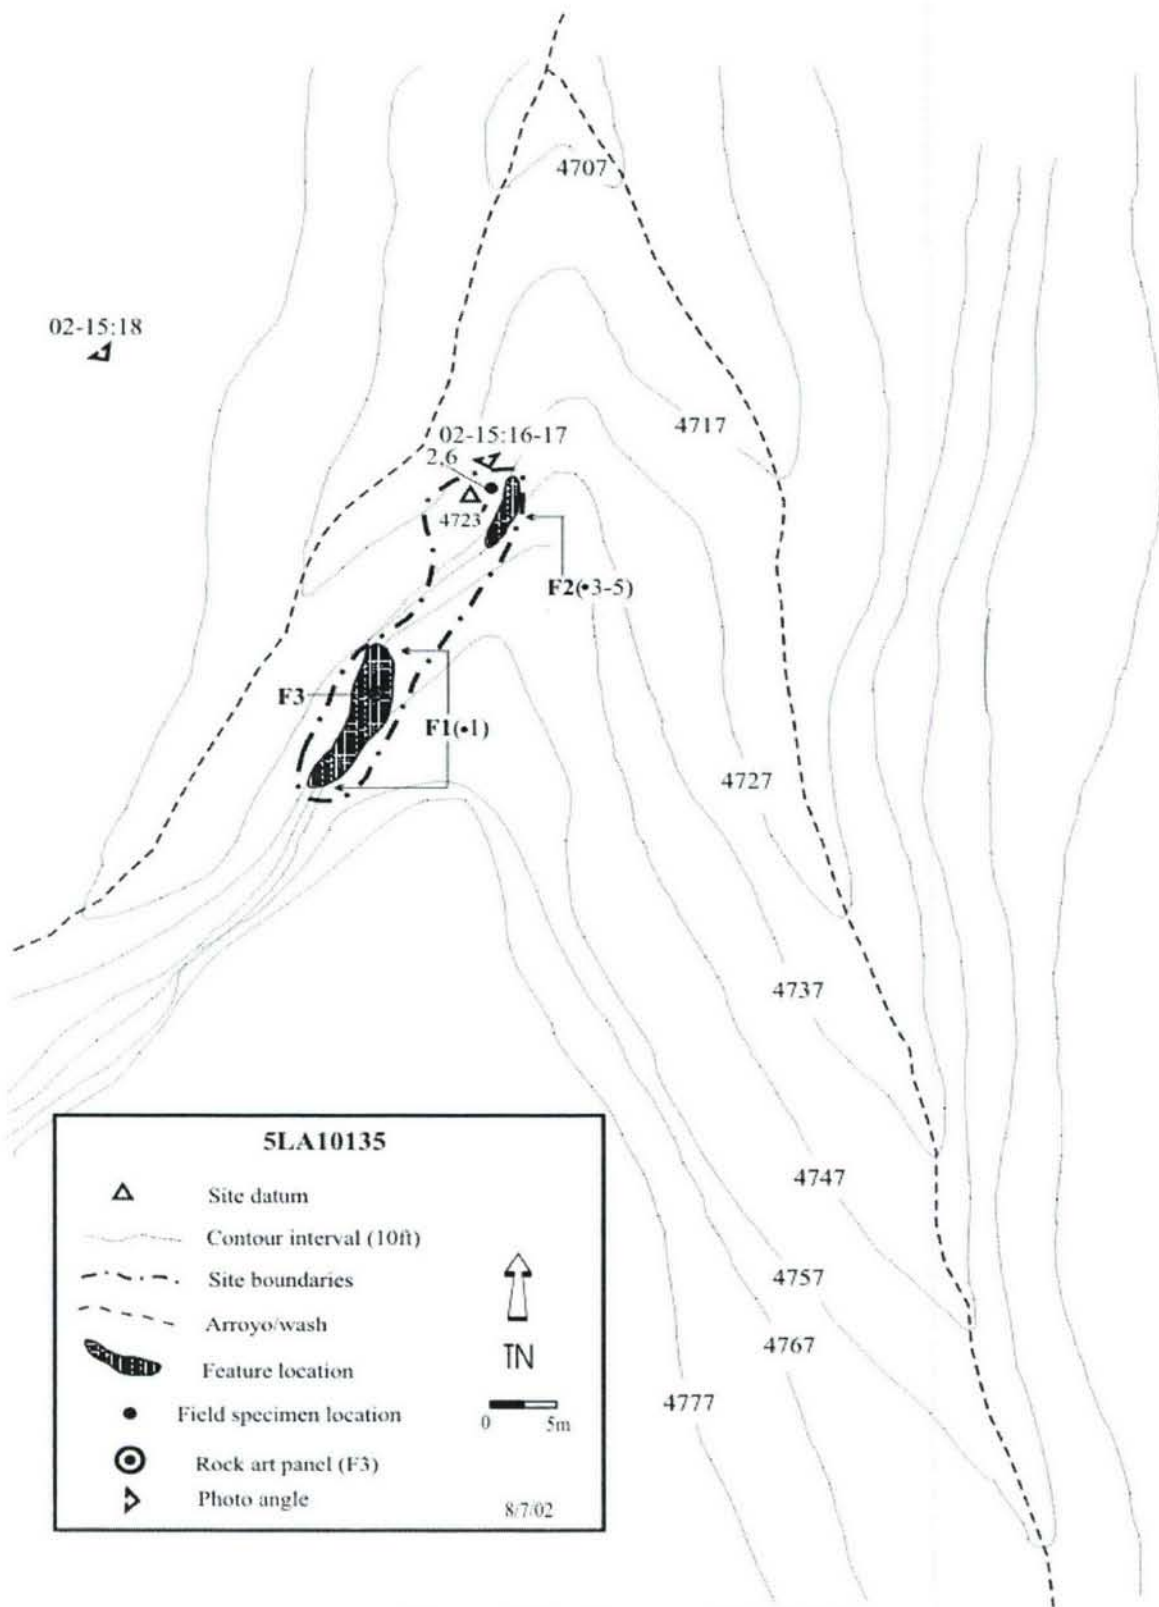 4707
02-15:18
4717
02-15:16-17
2,6
4723
F2(•3-5)
F3
F1(•1)
4727
4737
4747
4757
4767
4777
5LA10135
Site datum
Contour interval (10ft)
Site boundaries
Arroyo/wash
Feature location
Field specimen location
Rock art panel (F3)
Photo angle
TN
0 5m
8/7/02